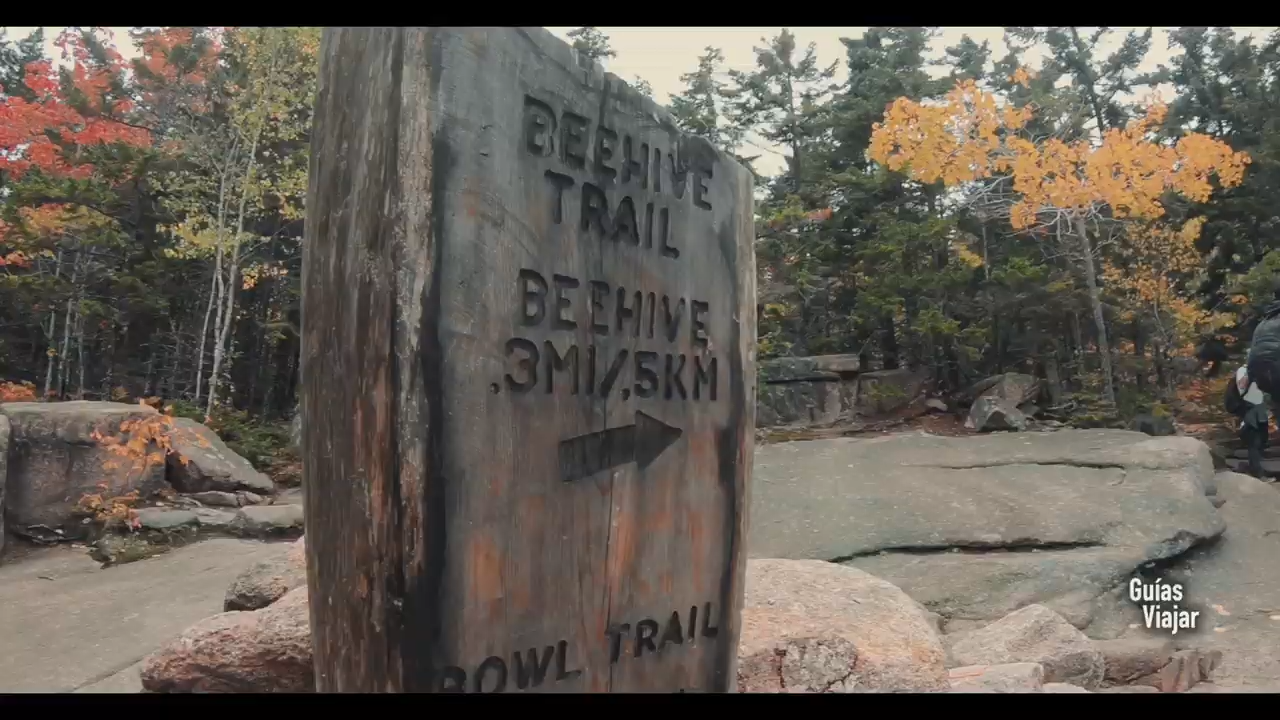 BEEHIVE
TRAIL
BEEHIVE
.3MI/.5KM
BOWL TRAIL
Guías
Viajar